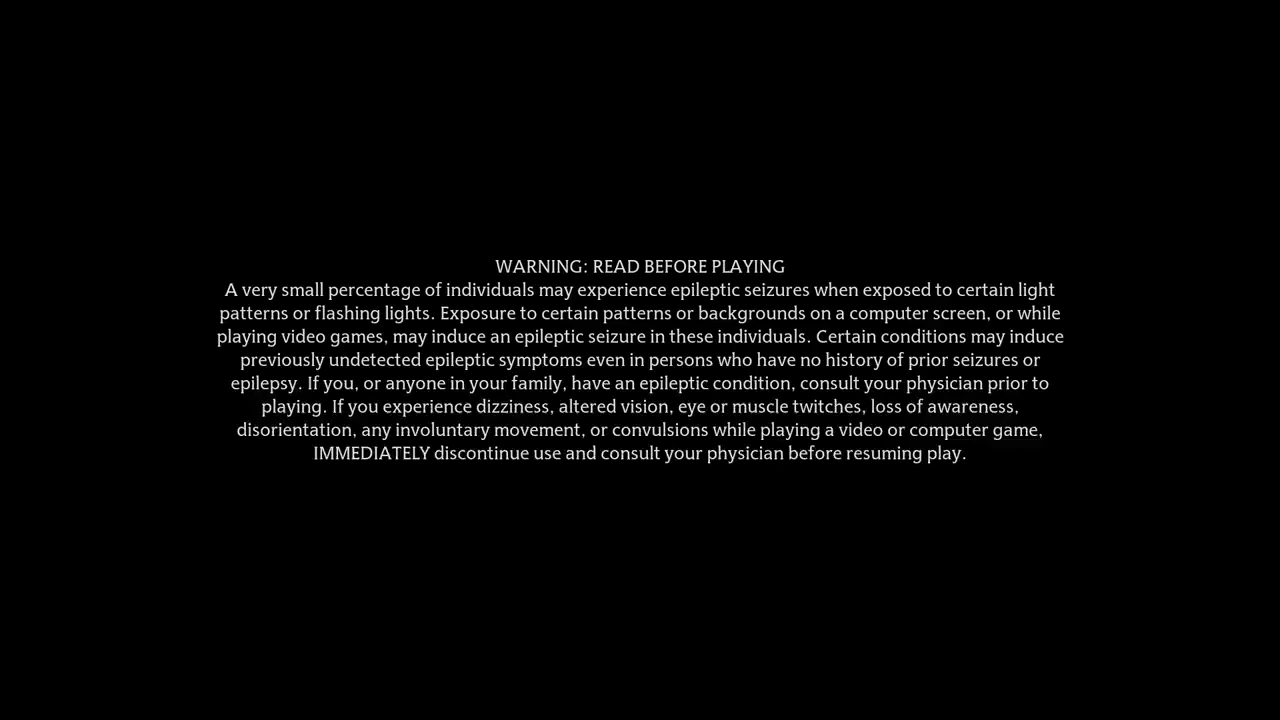 WARNING: READ BEFORE PLAYING
A very small percentage of individuals may experience epileptic seizures when exposed to certain light
patterns or flashing lights. Exposure to certain patterns or backgrounds on a computer screen, or while
playing video games, may induce an epileptic seizure in these individuals. Certain conditions may induce
previously undetected epileptic symptoms even in persons who have no history of prior seizures or
epilepsy. If you, or anyone in your family, have an epileptic condition, consult your physician prior to
playing. If you experience dizziness, altered vision, eye or muscle twitches, loss of awareness,
disorientation, any involuntary movement, or convulsions while playing a video or computer game,
IMMEDIATELY discontinue use and consult your physician before resuming play.